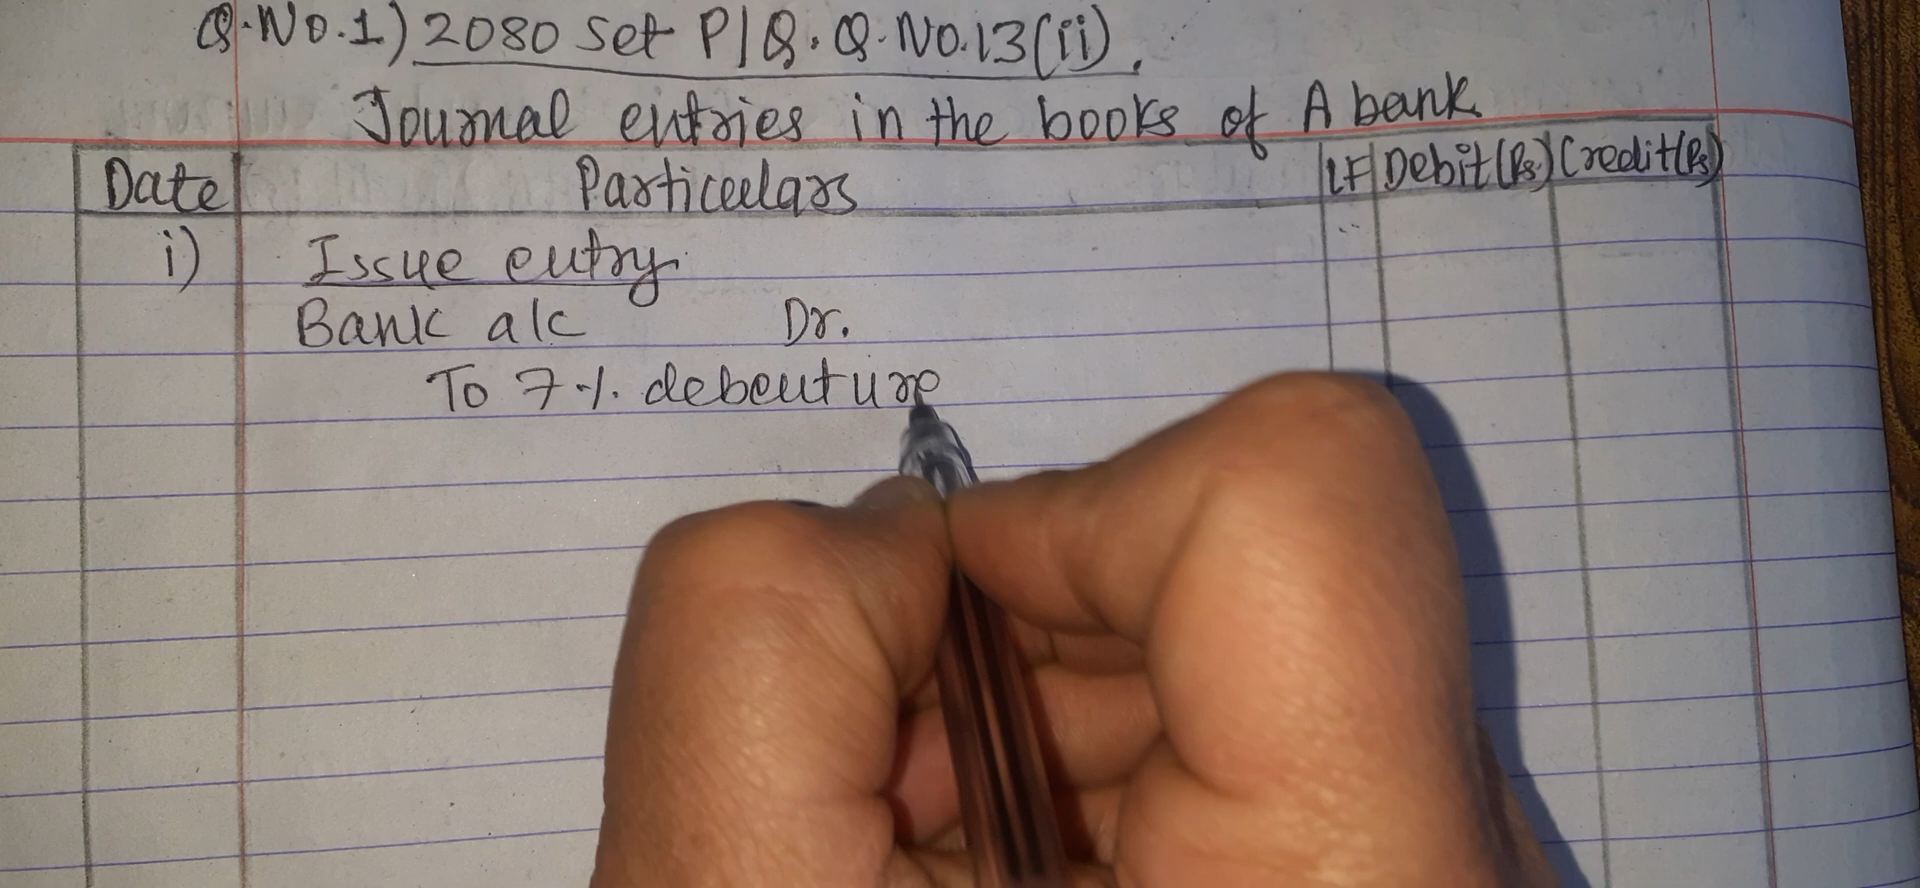 Q.No.1) 2080 Set P/Q. Q.No.13(ii).
Journal entries in the books of A bank
Date Particulars LF Debit(Rs) Credit(Rs)
i) Issue entry
Bank a/c Dr.
To 7% debenture